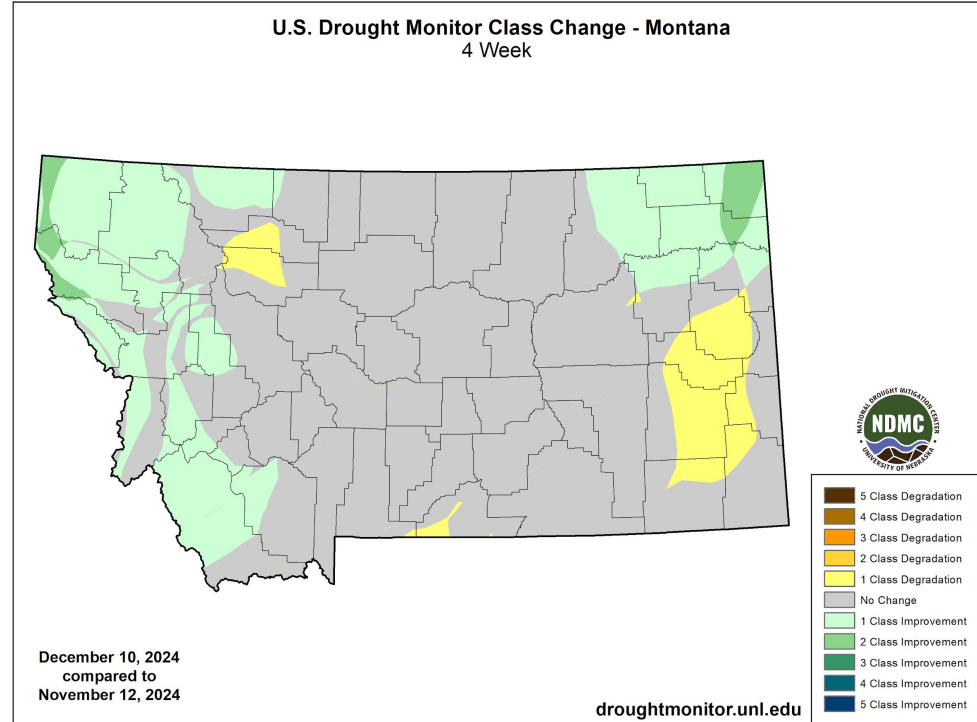 U.S. Drought Monitor Class Change - Montana
4 Week
NATIONAL DROUGHT MITIGATION CENTER
NDMC
UNIVERSITY OF NEBRASKA
5 Class Degradation
4 Class Degradation
3 Class Degradation
2 Class Degradation
1 Class Degradation
No Change
1 Class Improvement
2 Class Improvement
3 Class Improvement
4 Class Improvement
5 Class Improvement
December 10, 2024
compared to
November 12, 2024
droughtmonitor.unl.edu